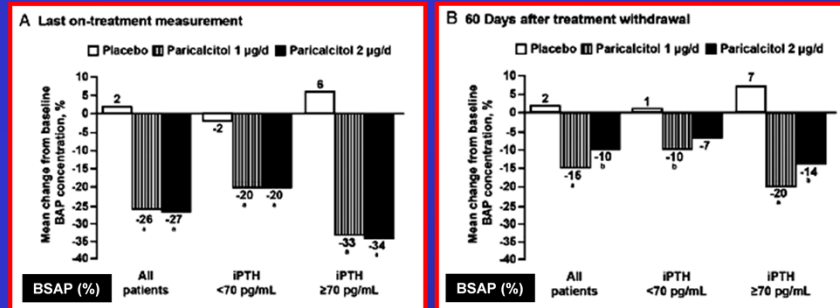 A Last on-treatment measurement
Placebo Paricalcitol 1 µg/d Paricalcitol 2 µg/d
Mean change from baseline
BAP concentration, %
10
5
0
-5
-10
-15
-20
-25
-30
-35
-40
2
-26
a
-27
a
-2
-20
a
-20
a
6
-33
a
-34
a
BSAP (%)
All
patients
iPTH
<70 pg/mL
iPTH
≥70 pg/mL
B 60 Days after treatment withdrawal
Placebo Paricalcitol 1 µg/d Paricalcitol 2 µg/d
Mean change from baseline
BAP concentration, %
10
5
0
-5
-10
-15
-20
-25
-30
-35
-40
2
-15
a
-10
b
1
-10
b
-7
7
-20
a
-14
b
BSAP (%)
All
patients
iPTH
<70 pg/mL
iPTH
≥70 pg/mL